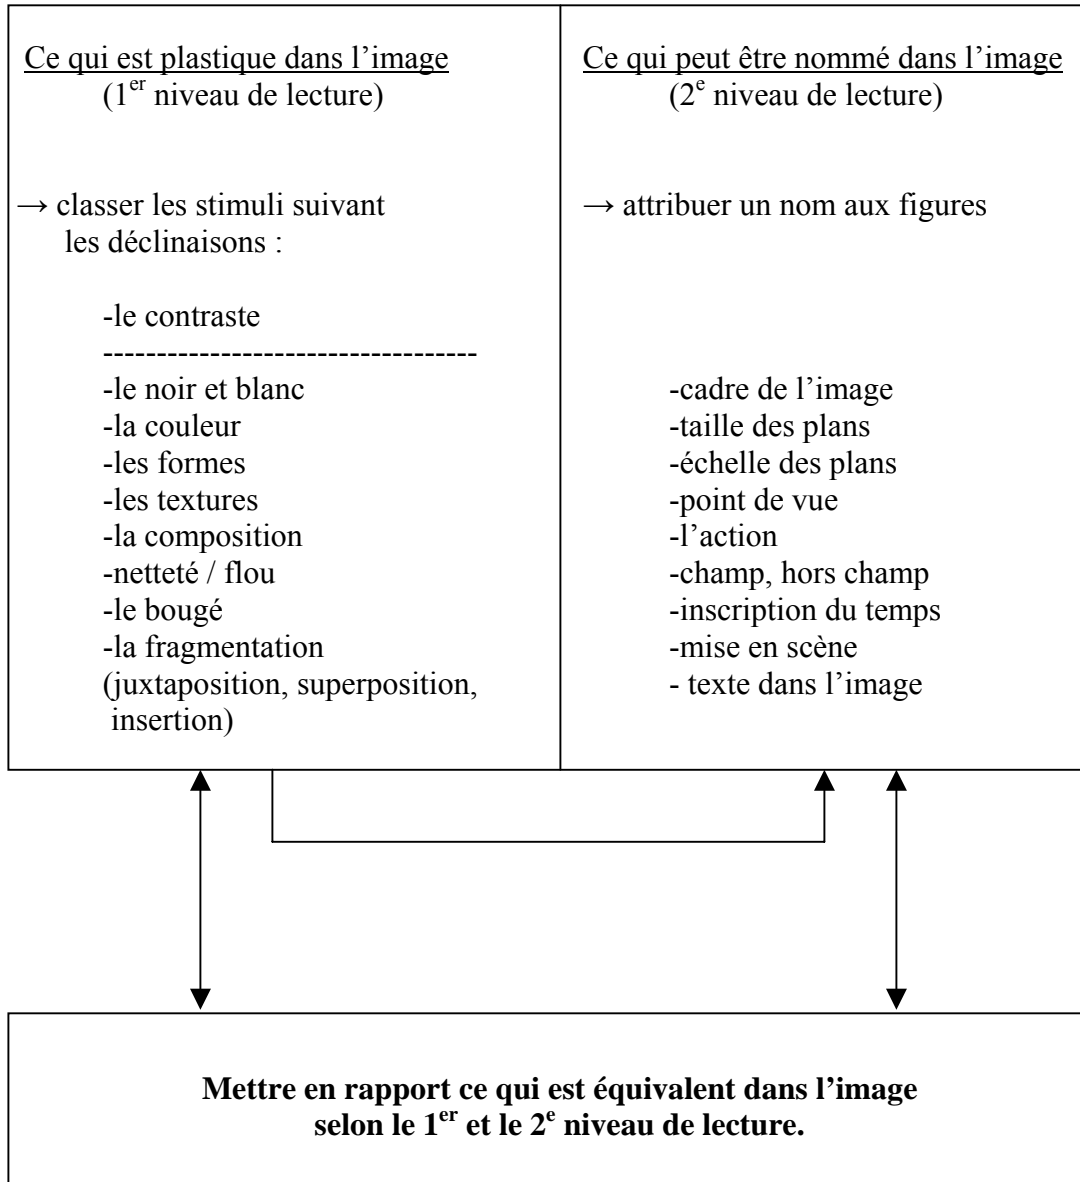 Ce qui est plastique dans l’image
(1er niveau de lecture)
→ classer les stimuli suivant
les déclinaisons :
-le contraste
-----------------------------------
-le noir et blanc
-la couleur
-les formes
-les textures
-la composition
-netteté / flou
-le bougé
-la fragmentation
(juxtaposition, superposition,
insertion)
Ce qui peut être nommé dans l’image
(2e niveau de lecture)
→ attribuer un nom aux figures
-cadre de l’image
-taille des plans
-échelle des plans
-point de vue
-l’action
-champ, hors champ
-inscription du temps
-mise en scène
- texte dans l’image
Mettre en rapport ce qui est équivalent dans l’image
selon le 1er et le 2e niveau de lecture.